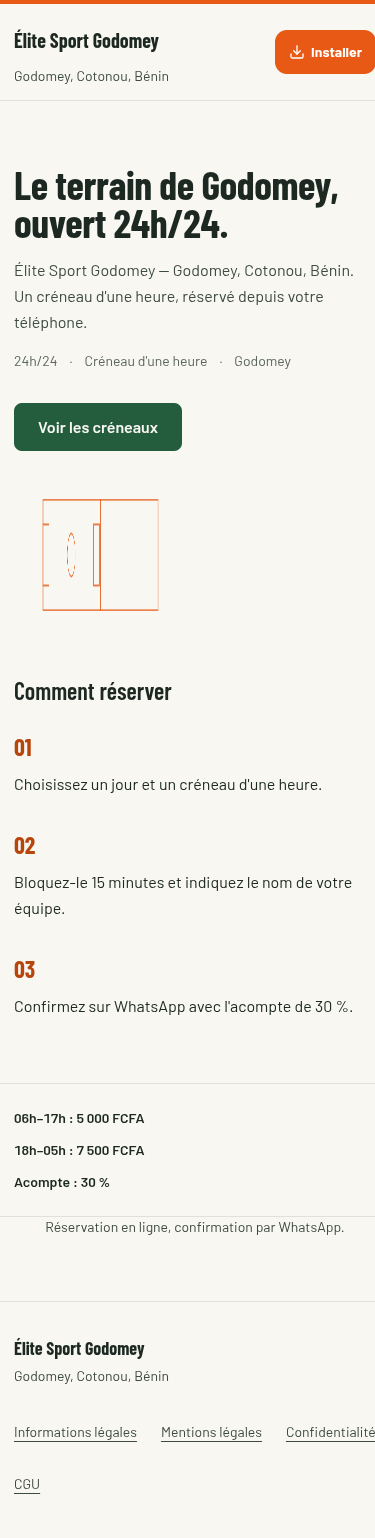 Élite Sport Godomey
Godomey, Cotonou, Bénin
Installer
Le terrain de Godomey,
ouvert 24h/24.
Élite Sport Godomey — Godomey, Cotonou, Bénin.
Un créneau d'une heure, réservé depuis votre
téléphone.
24h/24 · Créneau d'une heure · Godomey
Voir les créneaux
Comment réserver
01
Choisissez un jour et un créneau d'une heure.
02
Bloquez-le 15 minutes et indiquez le nom de votre
équipe.
03
Confirmez sur WhatsApp avec l'acompte de 30 %.
06h–17h : 5 000 FCFA
18h–05h : 7 500 FCFA
Acompte : 30 %
Réservation en ligne, confirmation par WhatsApp.
Élite Sport Godomey
Godomey, Cotonou, Bénin
Informations légales Mentions légales Confidentialité
CGU